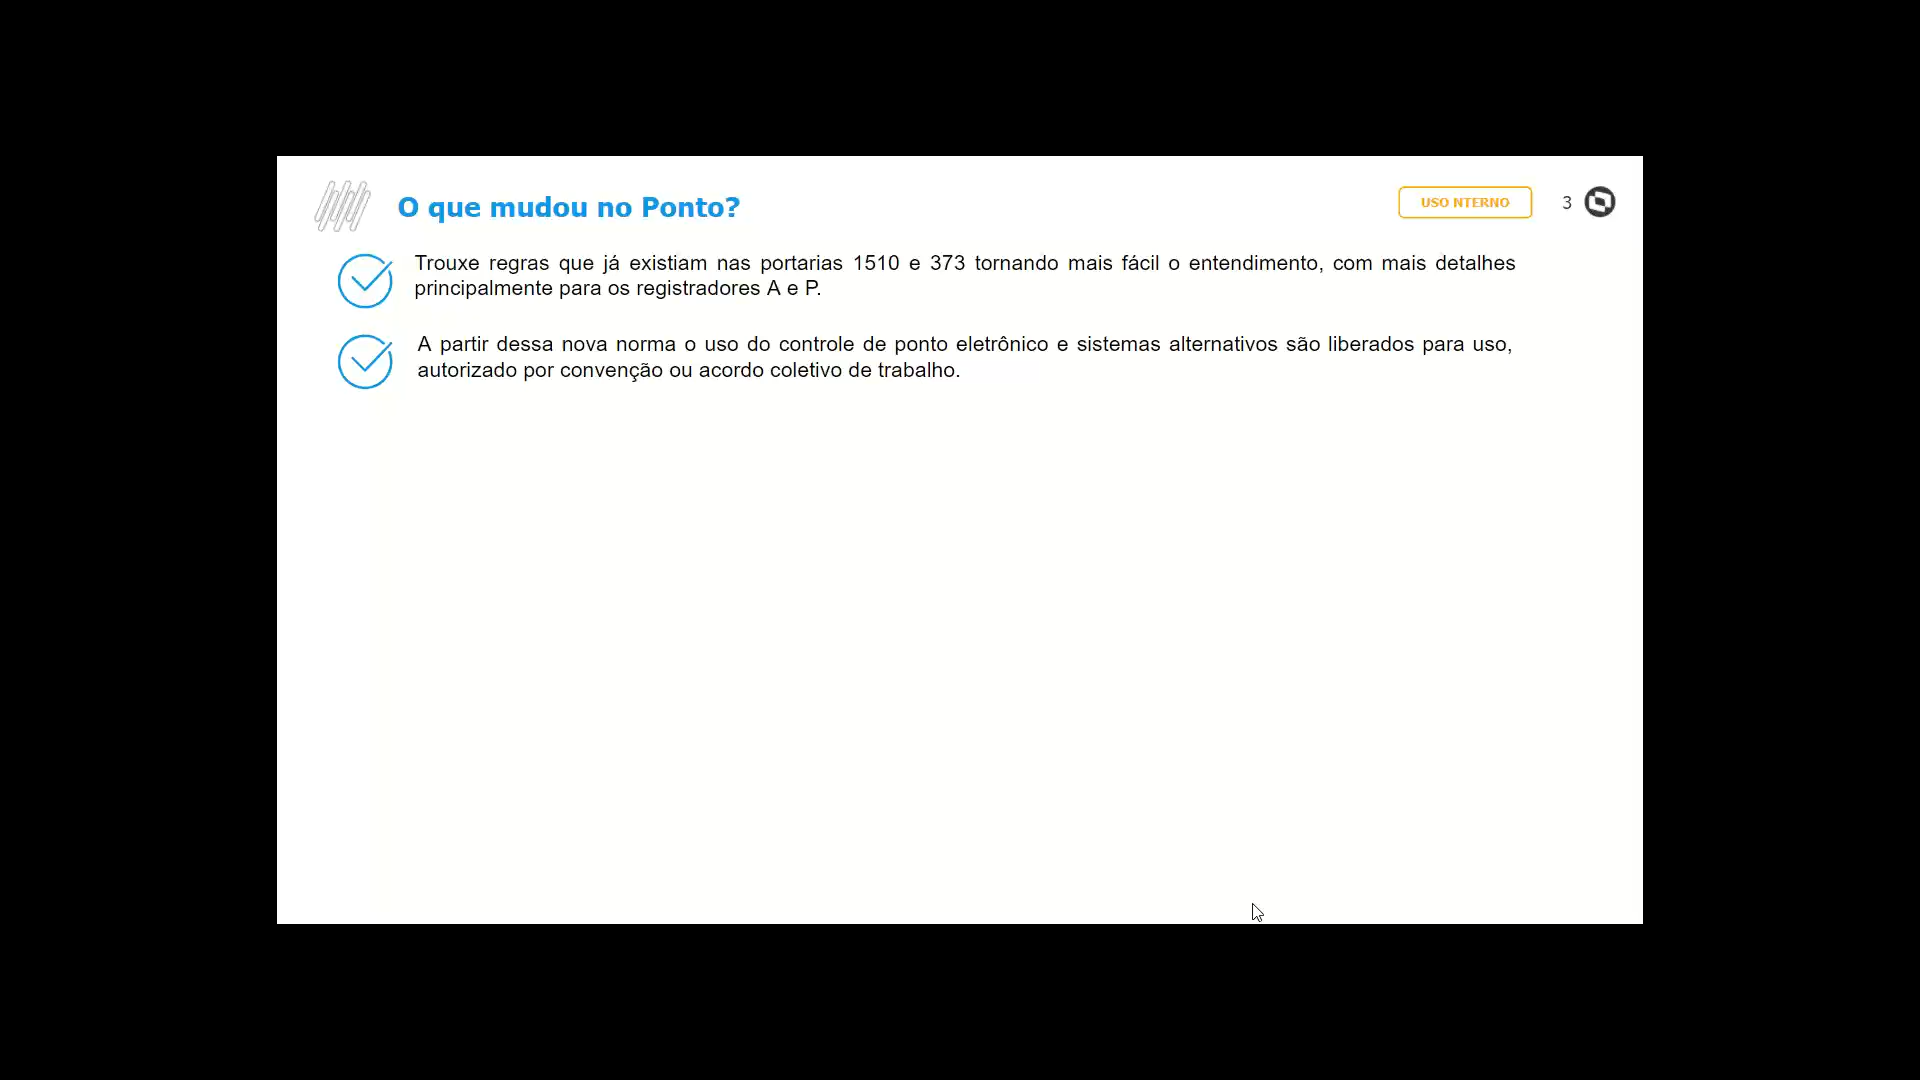 O que mudou no Ponto?
USO NTERNO
3
Trouxe regras que já existiam nas portarias 1510 e 373 tornando mais fácil o entendimento, com mais detalhes
principalmente para os registradores A e P.
A partir dessa nova norma o uso do controle de ponto eletrônico e sistemas alternativos são liberados para uso,
autorizado por convenção ou acordo coletivo de trabalho.